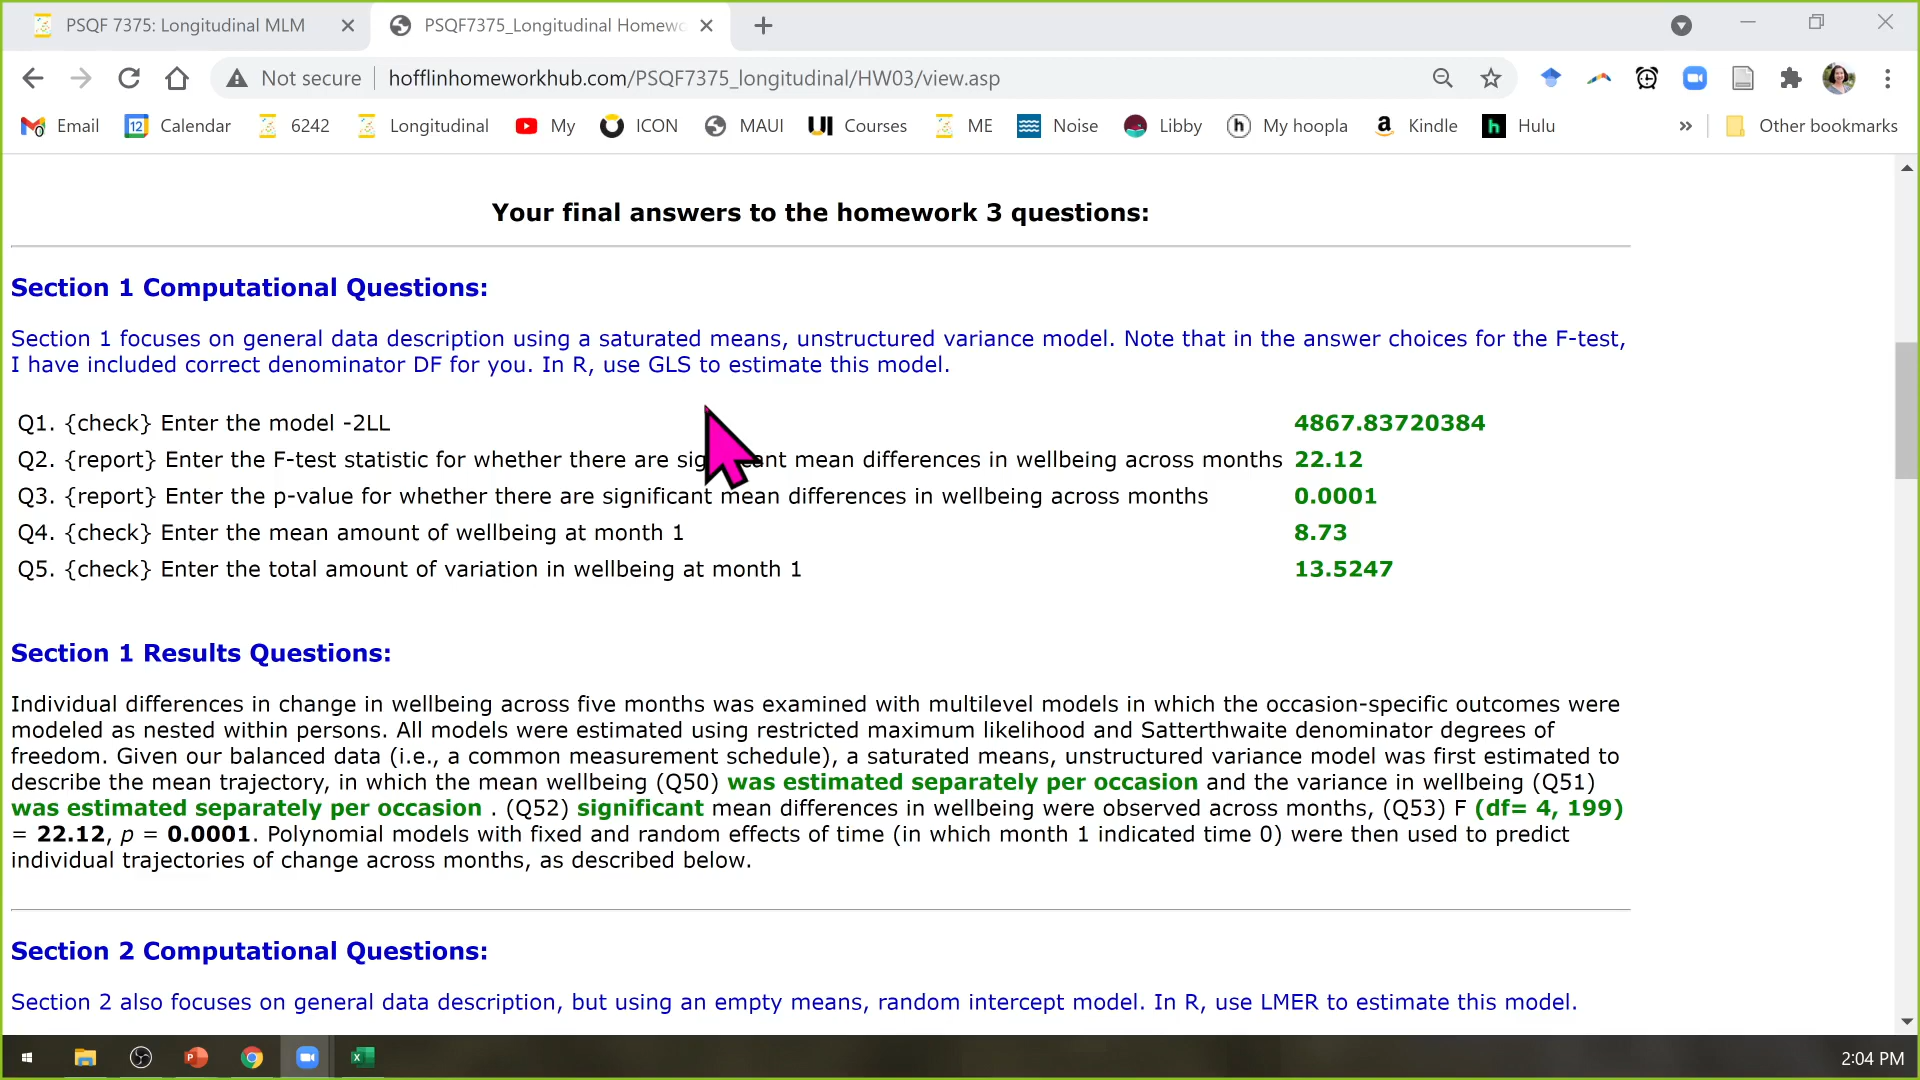 PSQF 7375: Longitudinal MLM
PSQF7375_Longitudinal Homew
Not secure
hofflinhomeworkhub.com/PSQF7375_longitudinal/HW03/view.asp
Email
12
Calendar
6242
Longitudinal
My
ICON
MAUI
UI
Courses
ME
Noise
Libby
h
My hoopla
a
Kindle
h
Hulu
»
Other bookmarks
Your final answers to the homework 3 questions:
Section 1 Computational Questions:
Section 1 focuses on general data description using a saturated means, unstructured variance model. Note that in the answer choices for the F-test,
I have included correct denominator DF for you. In R, use GLS to estimate this model.
Q1. {check} Enter the model -2LL 4867.83720384
Q2. {report} Enter the F-test statistic for whether there are sig ant mean differences in wellbeing across months 22.12
Q3. {report} Enter the p-value for whether there are significant mean differences in wellbeing across months 0.0001
Q4. {check} Enter the mean amount of wellbeing at month 1 8.73
Q5. {check} Enter the total amount of variation in wellbeing at month 1 13.5247
Section 1 Results Questions:
Individual differences in change in wellbeing across five months was examined with multilevel models in which the occasion-specific outcomes were
modeled as nested within persons. All models were estimated using restricted maximum likelihood and Satterthwaite denominator degrees of
freedom. Given our balanced data (i.e., a common measurement schedule), a saturated means, unstructured variance model was first estimated to
describe the mean trajectory, in which the mean wellbeing (Q50) was estimated separately per occasion and the variance in wellbeing (Q51)
was estimated separately per occasion . (Q52) significant mean differences in wellbeing were observed across months, (Q53) F (df= 4, 199)
= 22.12, p = 0.0001. Polynomial models with fixed and random effects of time (in which month 1 indicated time 0) were then used to predict
individual trajectories of change across months, as described below.
Section 2 Computational Questions:
Section 2 also focuses on general data description, but using an empty means, random intercept model. In R, use LMER to estimate this model.
2:04 PM